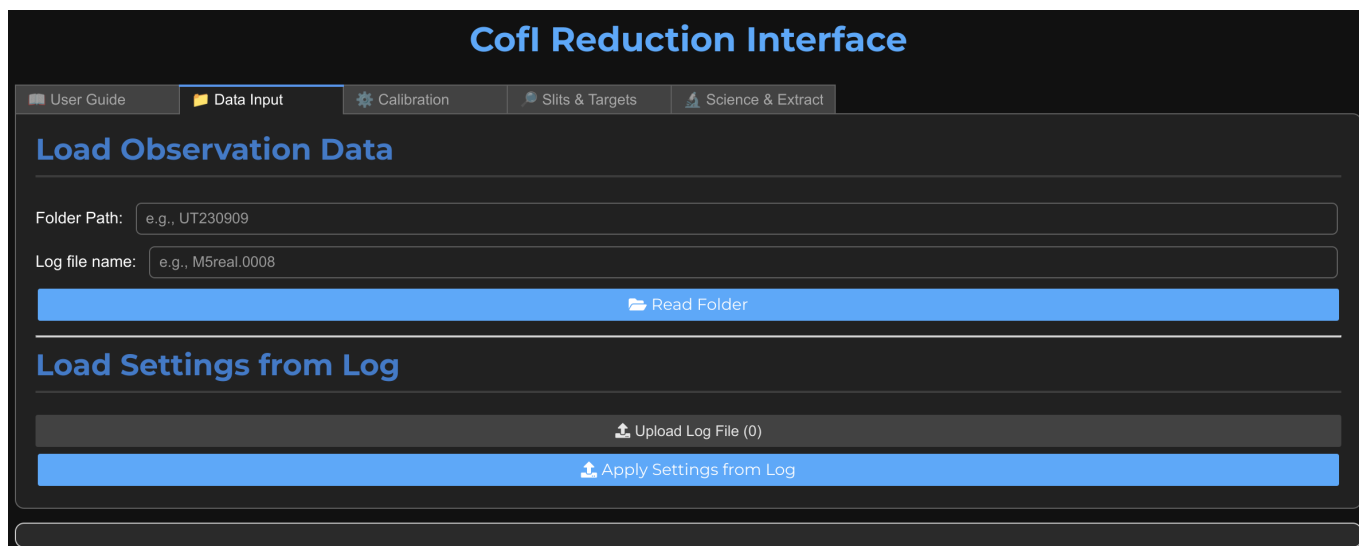 CofI Reduction Interface
User Guide
Data Input
Calibration
Slits & Targets
Science & Extract
Load Observation Data
Folder Path: e.g., UT230909
Log file name: e.g., M5real.0008
Read Folder
Load Settings from Log
Upload Log File (0)
Apply Settings from Log